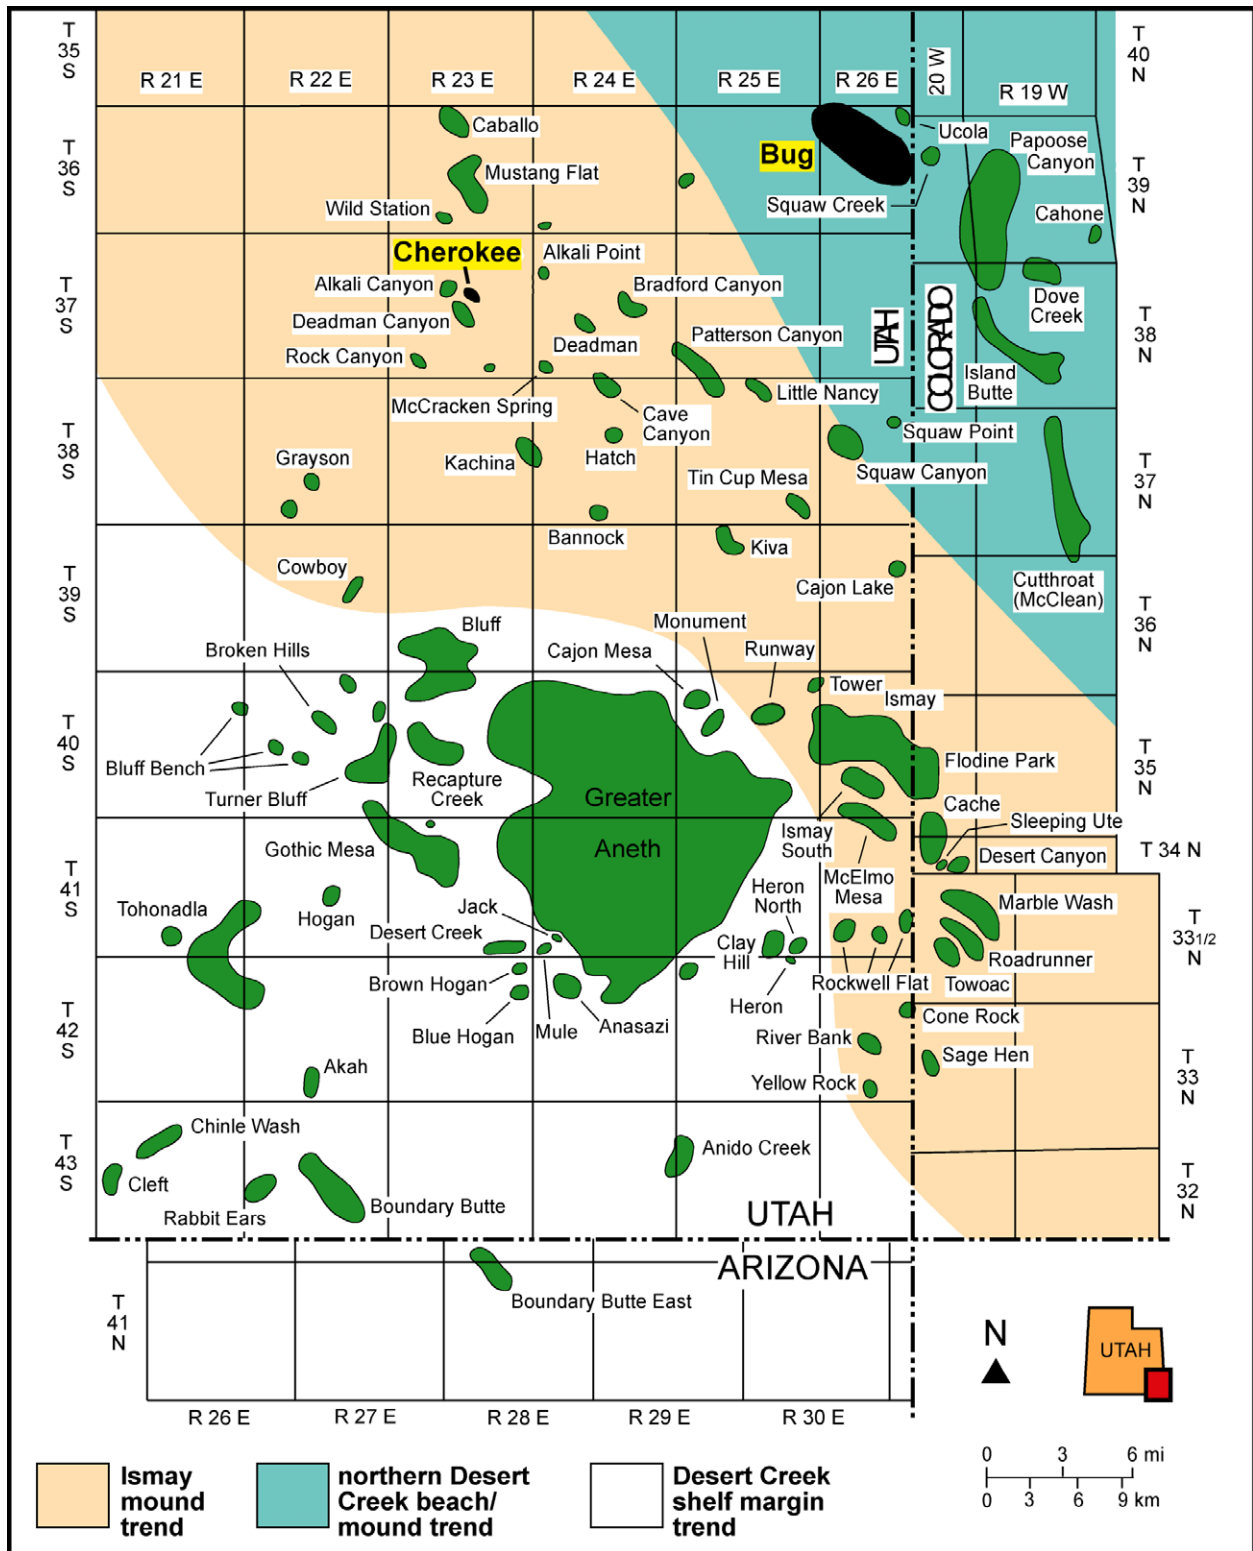 T
35
S
T
40
N
R 21 E
R 22 E
R 23 E
R 24 E
R 25 E
R 26 E
20 W
R 19 W
Caballo
Ucola
Bug
Papoose
Canyon
T
36
S
Mustang Flat
T
39
N
Wild Station
Squaw Creek
Cahone
Cherokee
Alkali Point
Alkali Canyon
Bradford Canyon
T
37
S
Deadman Canyon
Dove
Creek
UTAH
COLORADO
Deadman
Patterson Canyon
T
38
N
Rock Canyon
Island
Butte
McCracken Spring
Little Nancy
Cave
Canyon
T
38
S
Squaw Point
Grayson
Kachina
Hatch
Squaw Canyon
Tin Cup Mesa
T
37
N
Bannock
Kiva
Cowboy
Cajon Lake
Cutthroat
(McClean)
T
39
S
T
36
N
Bluff
Monument
Broken Hills
Cajon Mesa
Runway
Tower
Ismay
T
40
S
Bluff Bench
Recapture
Creek
Flodine Park
T
35
N
Turner Bluff
Greater
Aneth
Cache
Sleeping Ute
Ismay
South
Gothic Mesa
Desert Canyon
T 34 N
McElmo
Mesa
T
41
S
Heron
North
Marble Wash
Tohonadla
Hogan
Jack
T
33 1/2
N
Desert Creek
Clay
Hill
Roadrunner
Brown Hogan
Rockwell Flat
Towoac
Heron
Blue Hogan
Mule
Anasazi
Cone Rock
T
42
S
River Bank
Sage Hen
Akah
Yellow Rock
T
33
N
Chinle Wash
T
43
S
Anido Creek
Cleft
T
32
N
Rabbit Ears
Boundary Butte
UTAH
ARIZONA
Boundary Butte East
T
41
N
N
UTAH
R 26 E
R 27 E
R 28 E
R 29 E
R 30 E
0 3 6 mi
0 3 6 9 km
Ismay
mound
trend
northern Desert
Creek beach/
mound trend
Desert Creek
shelf margin
trend